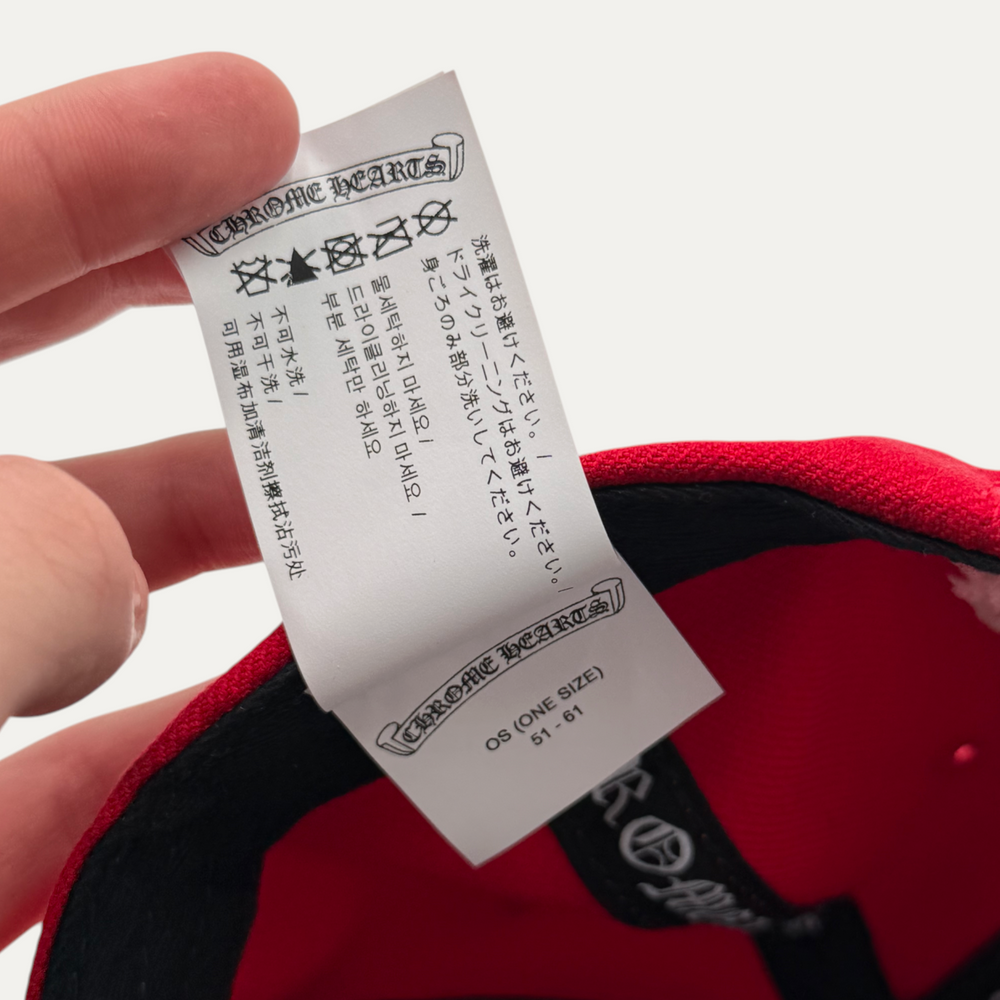 CHROME HEARTS
洗濯はお避けください。/
ドライクリーニングはお避けください。/
身ごろのみ部分洗いしてください。
물세탁하지 마세요 /
드라이클리닝하지 마세요 /
부분 세탁만 하세요
不可水洗 /
不可干洗 /
可用湿布加清洁剂擦拭沾污处
CHROME HEARTS
OS (ONE SIZE)
51 - 61